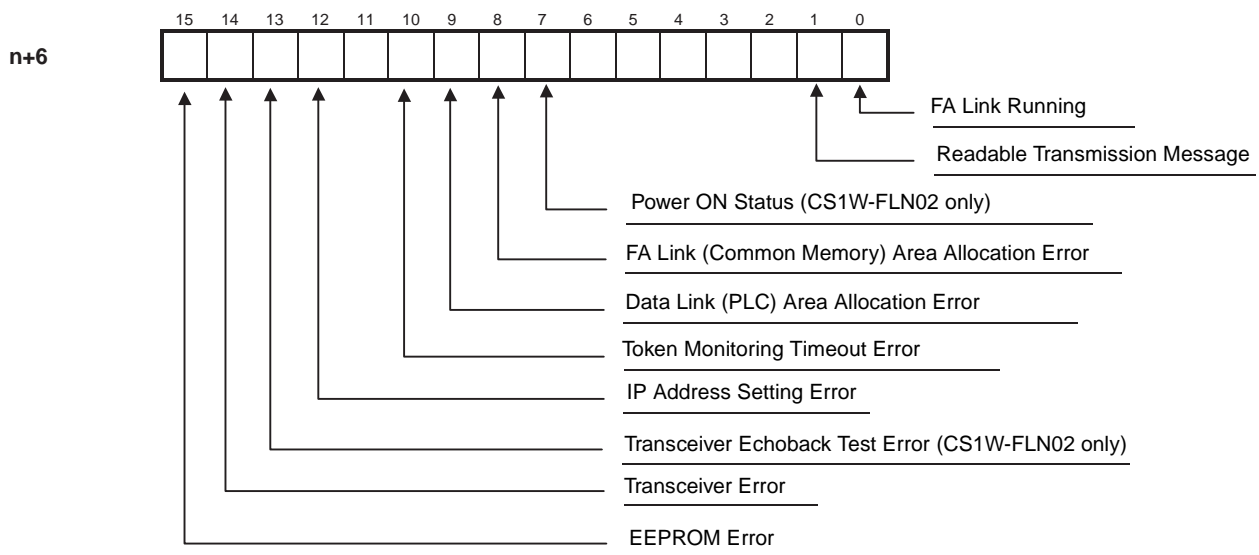 15 14 13 12 11 10 9 8 7 6 5 4 3 2 1 0
n+6
FA Link Running
Readable Transmission Message
Power ON Status (CS1W-FLN02 only)
FA Link (Common Memory) Area Allocation Error
Data Link (PLC) Area Allocation Error
Token Monitoring Timeout Error
IP Address Setting Error
Transceiver Echoback Test Error (CS1W-FLN02 only)
Transceiver Error
EEPROM Error